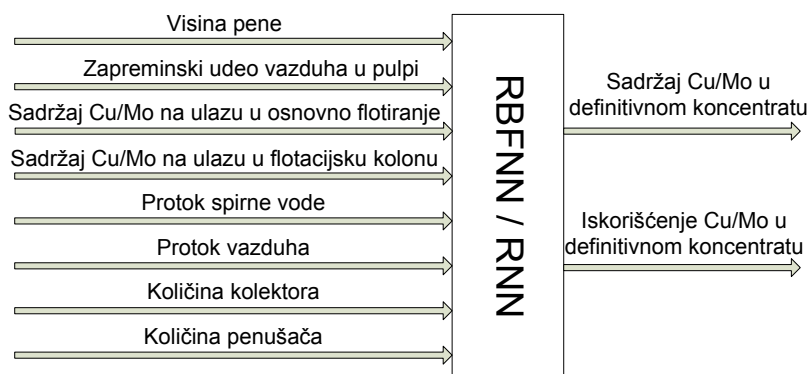 Visina pene
Zapreminski udeo vazduha u pulpi
Sadržaj Cu/Mo na ulazu u osnovno flotiranje
Sadržaj Cu/Mo na ulazu u flotacijsku kolonu
Protok spirne vode
Protok vazduha
Količina kolektora
Količina penušača
RBFNN / RNN
Sadržaj Cu/Mo u
definitivnom koncentratu
Iskorišćenje Cu/Mo u
definitivnom koncentratu